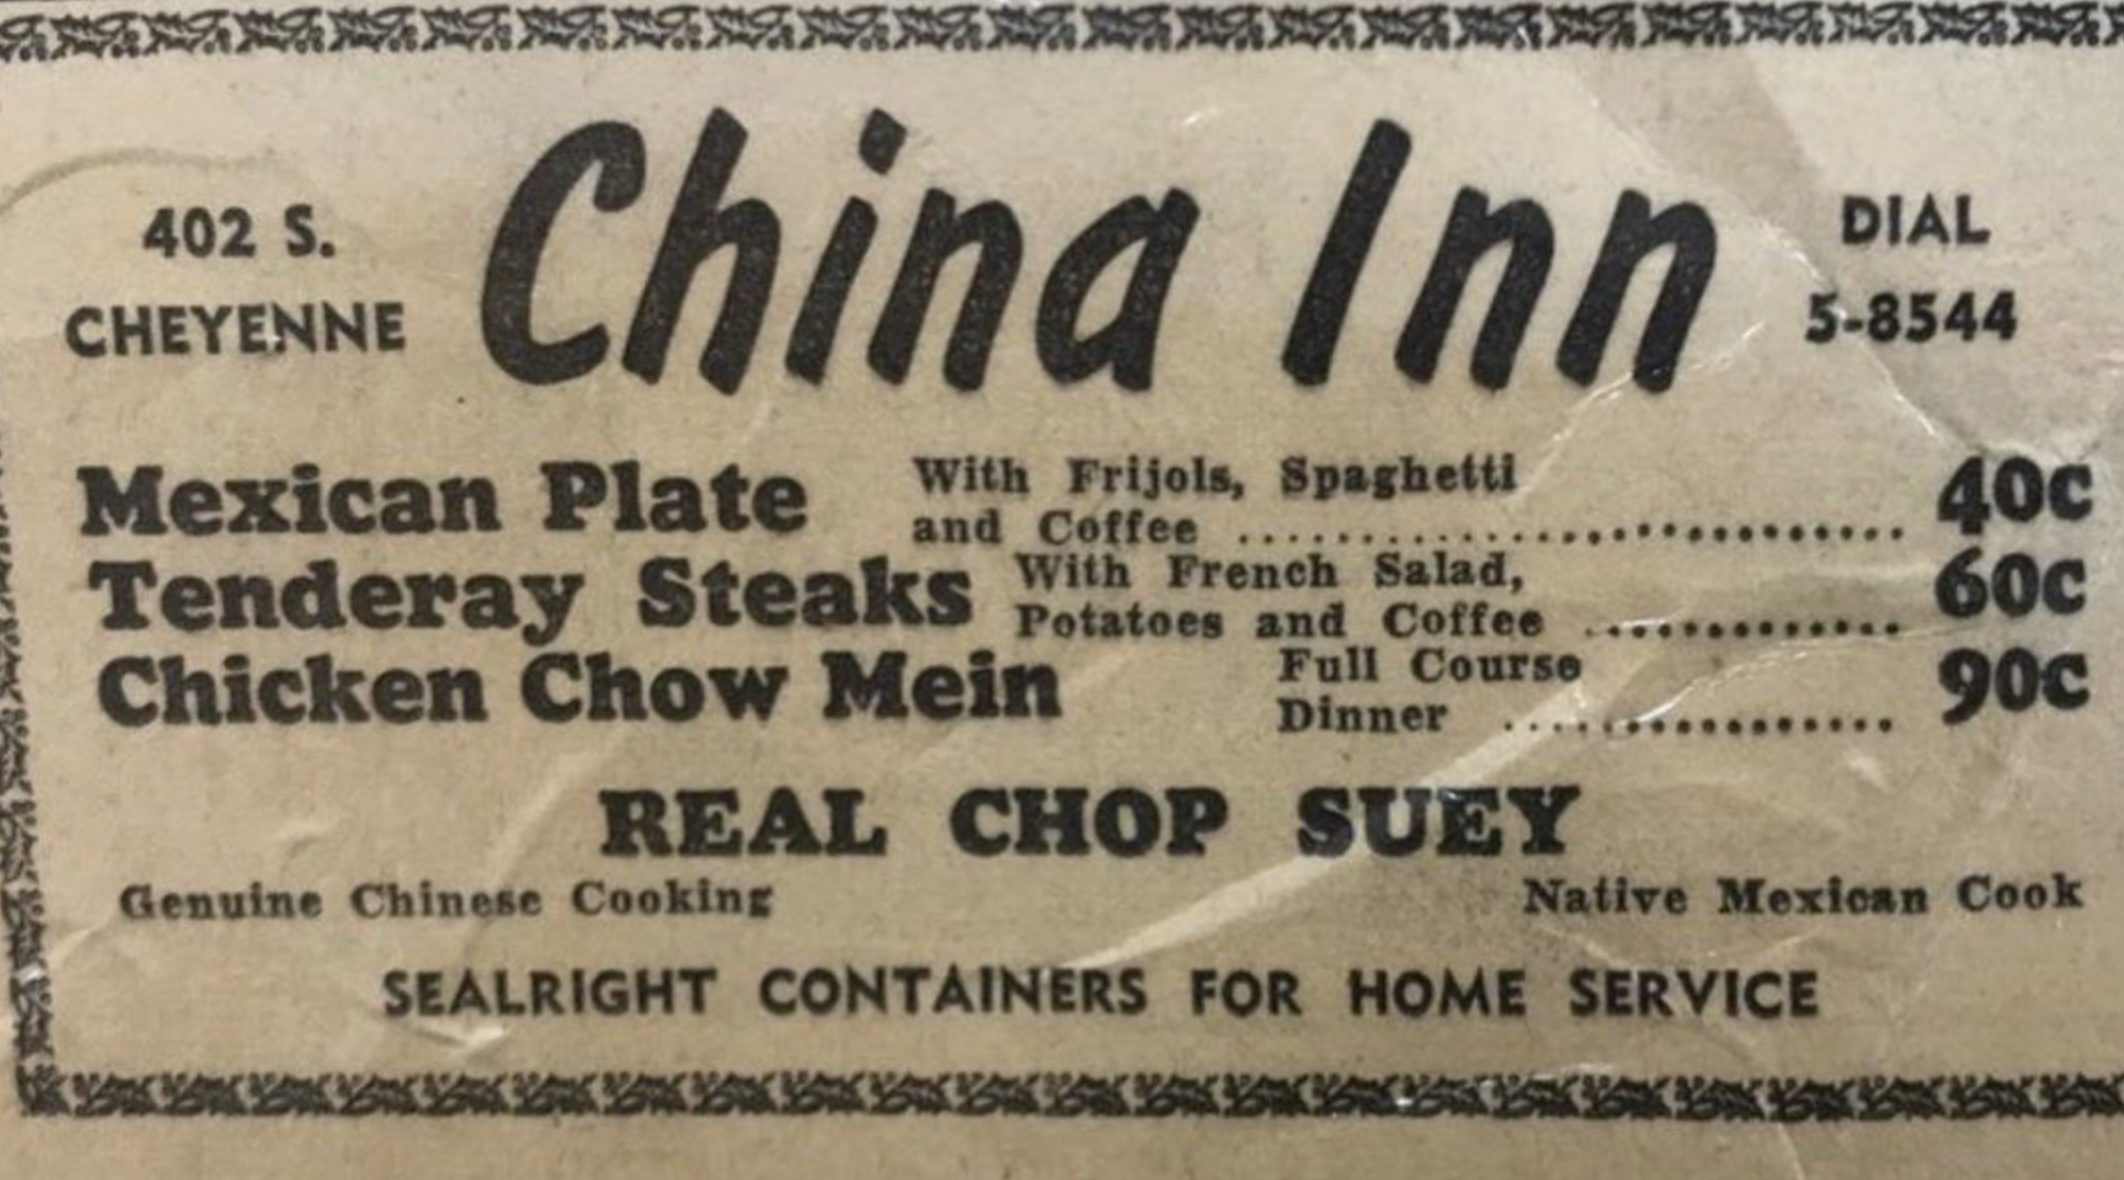 402 S.
CHEYENNE
China Inn
DIAL
5-8544
Mexican Plate With Frijols, Spaghetti
and Coffee .............................. 40c
Tenderay Steaks With French Salad,
Potatoes and Coffee .............. 60c
Chicken Chow Mein Full Course
Dinner ................. 90c
REAL CHOP SUEY
Genuine Chinese Cooking Native Mexican Cook
SEALRIGHT CONTAINERS FOR HOME SERVICE